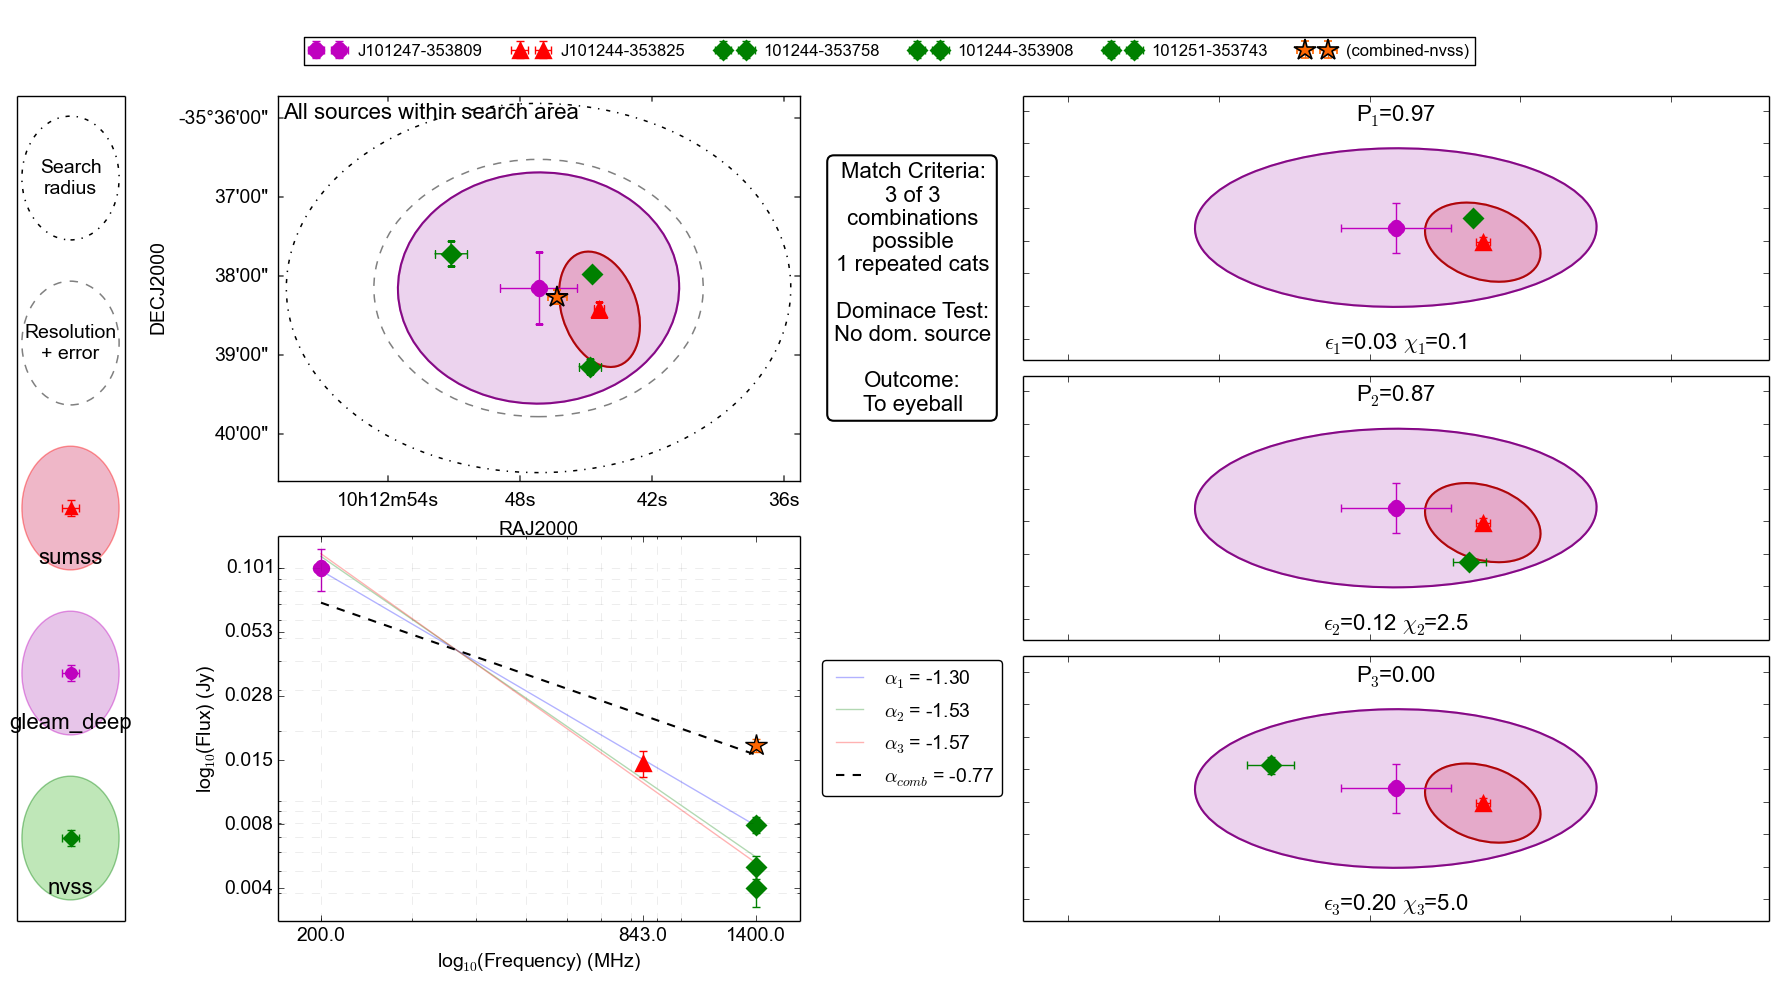 J101247-353809
J101244-353825
101244-353758
101244-353908
101251-353743
(combined-nvss)
Search
radius
Resolution
+ error
sumss
gleam_deep
nvss
All sources within search area
DECJ2000
-35°36'00"
37'00"
38'00"
39'00"
40'00"
10h12m54s
48s
42s
36s
RAJ2000
log₁₀(Flux) (Jy)
0.101
0.053
0.028
0.015
0.008
0.004
200.0
843.0
1400.0
log₁₀(Frequency) (MHz)
Match Criteria:
3 of 3
combinations
possible
1 repeated cats
Dominace Test:
No dom. source
Outcome:
To eyeball
α₁ = -1.30
α₂ = -1.53
α₃ = -1.57
α_comb = -0.77
P₁=0.97
ϵ₁=0.03 χ₁=0.1
P₂=0.87
ϵ₂=0.12 χ₂=2.5
P₃=0.00
ϵ₃=0.20 χ₃=5.0